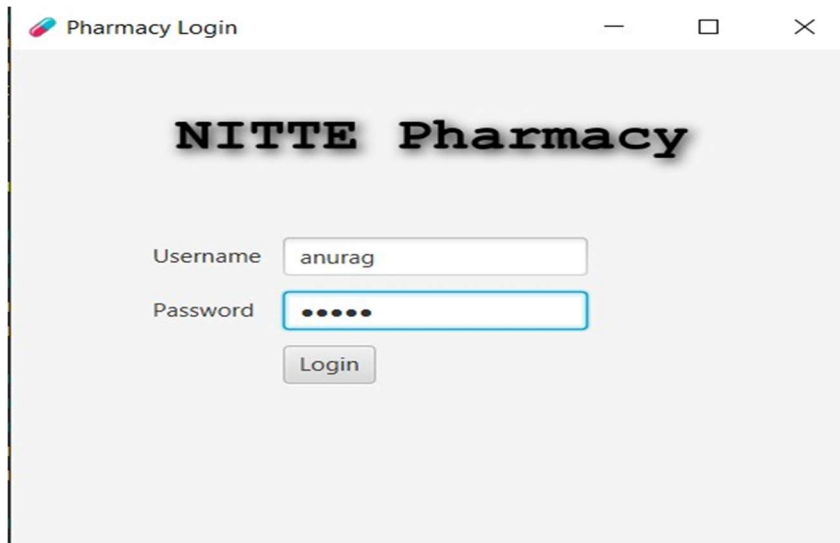 Pharmacy Login
NITTE Pharmacy
Username anurag
Password •••••
Login